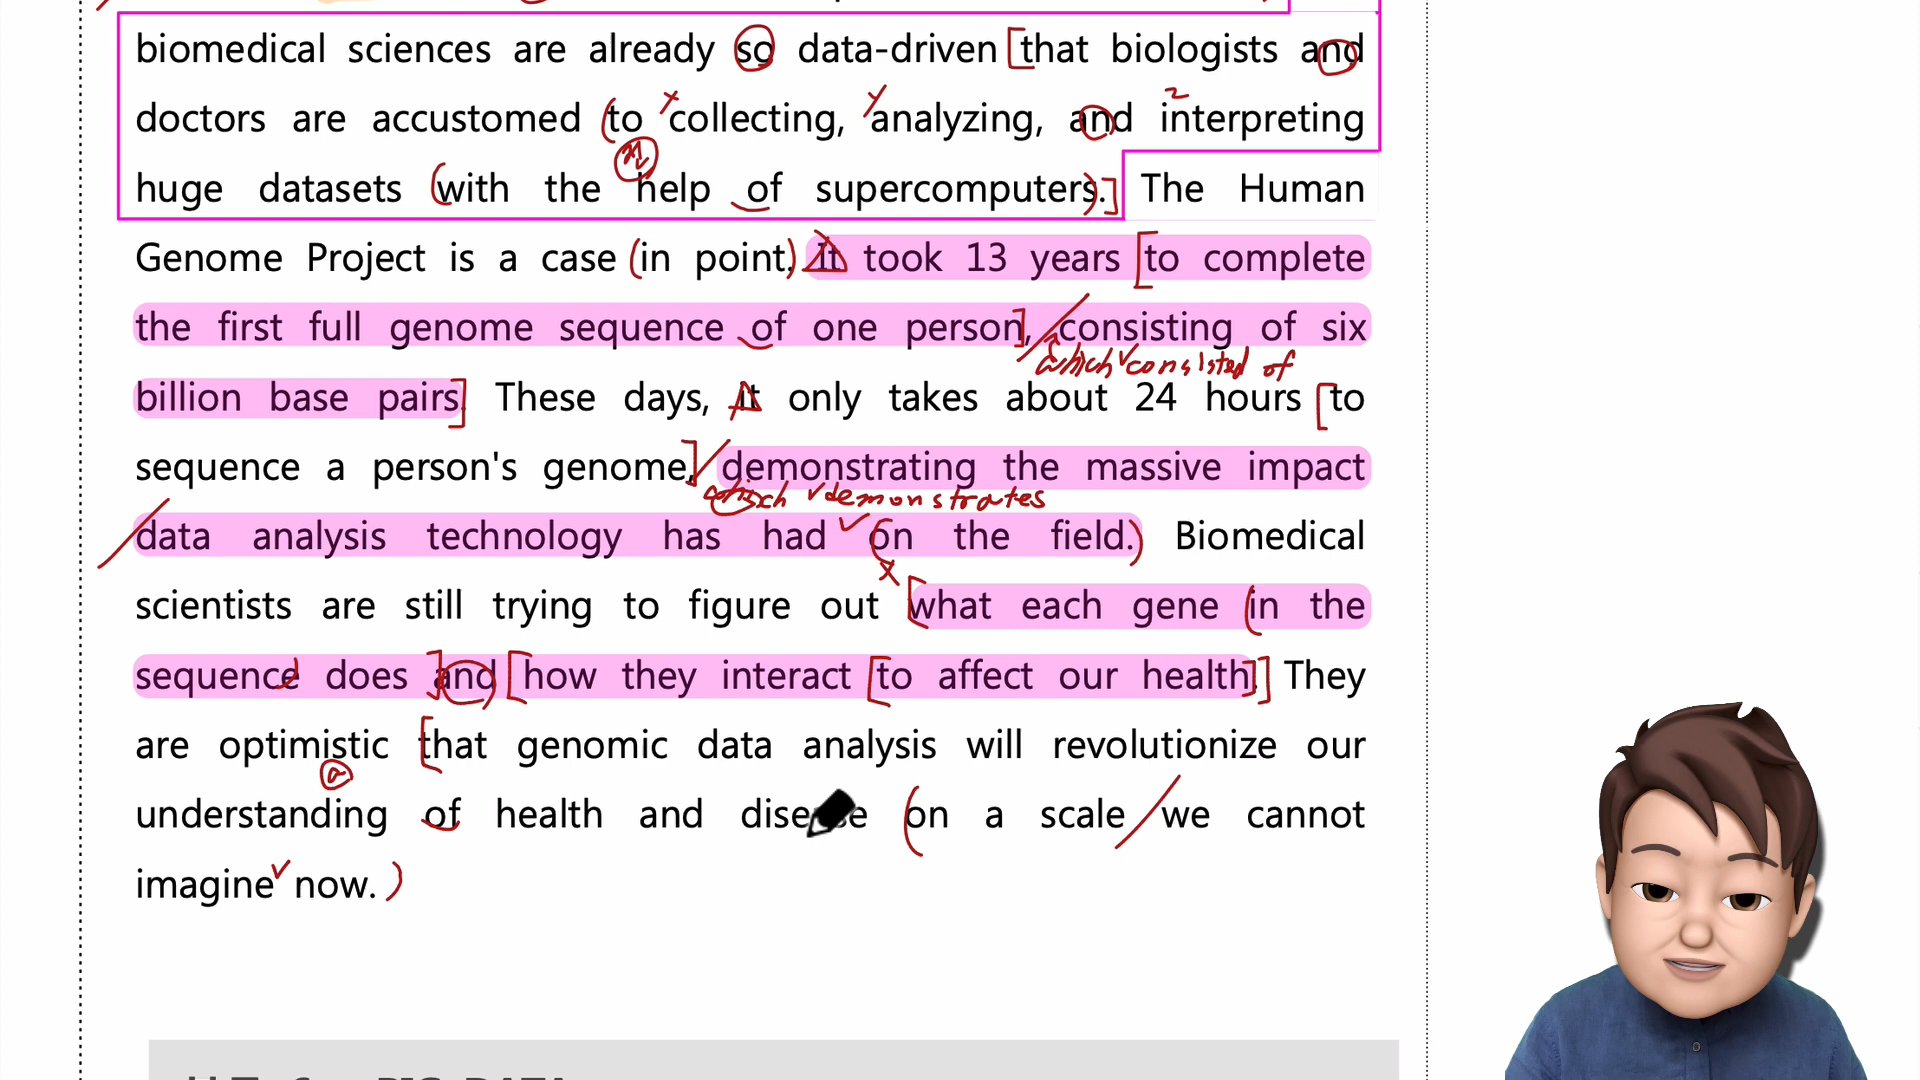 biomedical sciences are already so data-driven [that biologists and
doctors are accustomed (to collecting, analyzing, and interpreting
huge datasets (with the help of supercomputers).] The Human
Genome Project is a case (in point.) It took 13 years [to complete
the first full genome sequence of one person], consisting of six
which consisted of
billion base pairs.] These days, it only takes about 24 hours [to
sequence a person's genome,] demonstrating the massive impact
which demonstrates
data analysis technology has had (on the field.) Biomedical
scientists are still trying to figure out [what each gene (in the
sequence) does] and [how they interact [to affect our health.]] They
are optimistic [that genomic data analysis will revolutionize our
understanding of health and disease (on a scale we cannot
imagine now.)